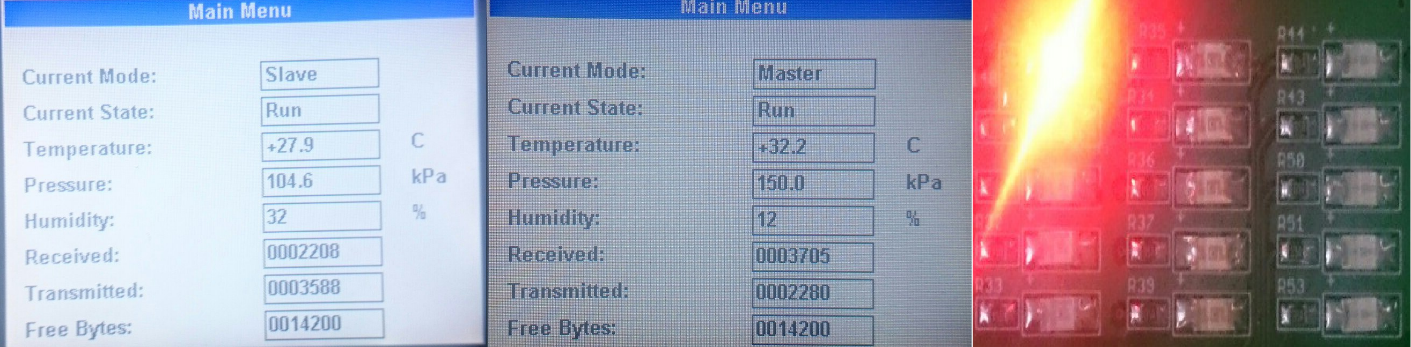 Main Menu
Current Mode: Slave
Current State: Run
Temperature: +27.9 C
Pressure: 104.6 kPa
Humidity: 32 %
Received: 0002208
Transmitted: 0003588
Free Bytes: 0014200
Main Menu
Current Mode: Master
Current State: Run
Temperature: +32.2 C
Pressure: 150.0 kPa
Humidity: 12 %
Received: 0003705
Transmitted: 0002280
Free Bytes: 0014200
R35 + R44 +
R34 + R43 +
R36 + R50 +
R37 + R51 +
R33 R39 + R53 +